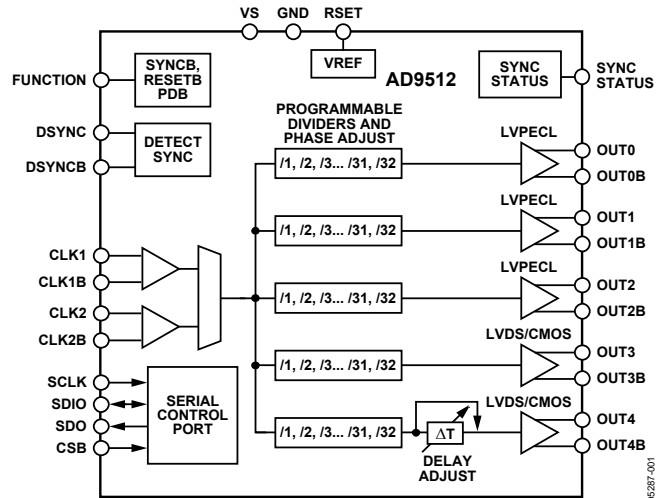 VS GND RSET
VREF
AD9512
FUNCTION
SYNCB,
RESETB
PDB
SYNC
STATUS
SYNC
STATUS
DSYNC
DSYNCB
DETECT
SYNC
PROGRAMMABLE
DIVIDERS AND
PHASE ADJUST
/1, /2, /3... /31, /32
LVPECL
OUT0
OUT0B
/1, /2, /3... /31, /32
LVPECL
OUT1
OUT1B
CLK1
CLK1B
CLK2
CLK2B
/1, /2, /3... /31, /32
LVPECL
OUT2
OUT2B
/1, /2, /3... /31, /32
LVDS/CMOS
OUT3
OUT3B
SCLK
SDIO
SDO
CSB
SERIAL
CONTROL
PORT
/1, /2, /3... /31, /32
ΔT
DELAY
ADJUST
LVDS/CMOS
OUT4
OUT4B